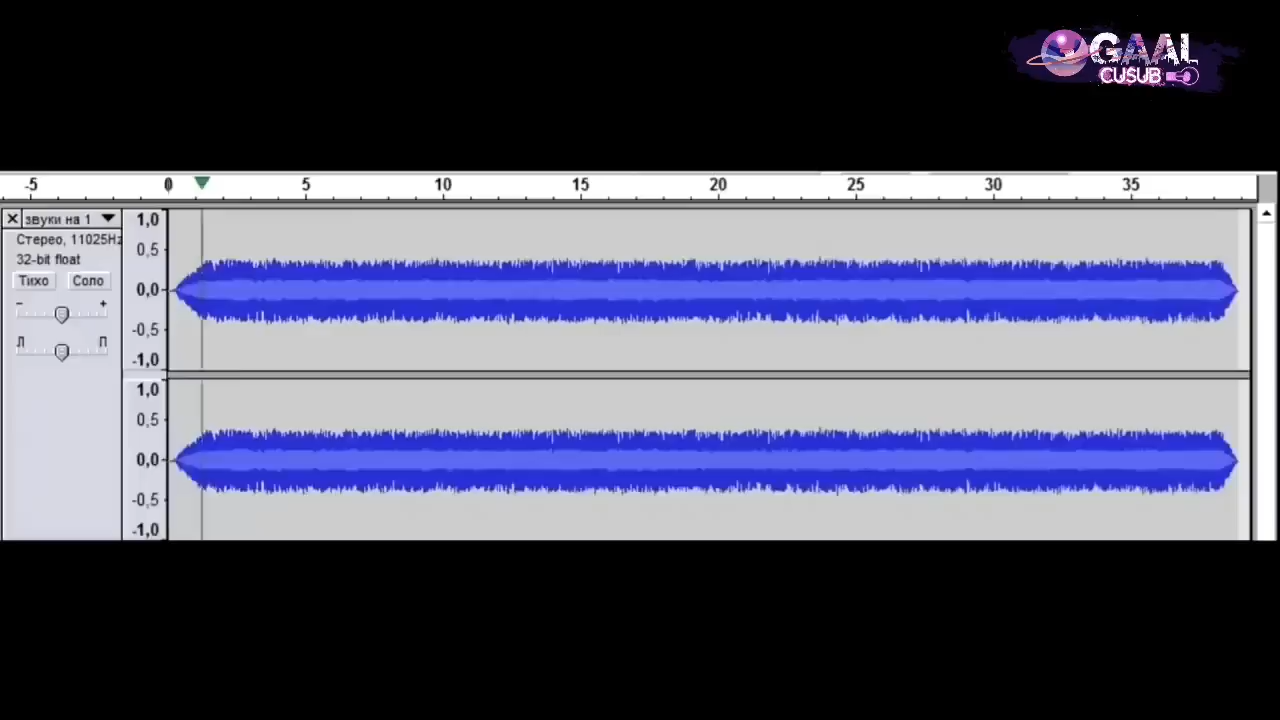 GAAL
CUSUB
-5 0 5 10 15 20 25 30 35
звуки на 1
Стерео, 11025Hz
32-bit float
Тихо Соло
- +
Л П
1,0
0,5
0,0
-0,5
-1,0
1,0
0,5
0,0
-0,5
-1,0